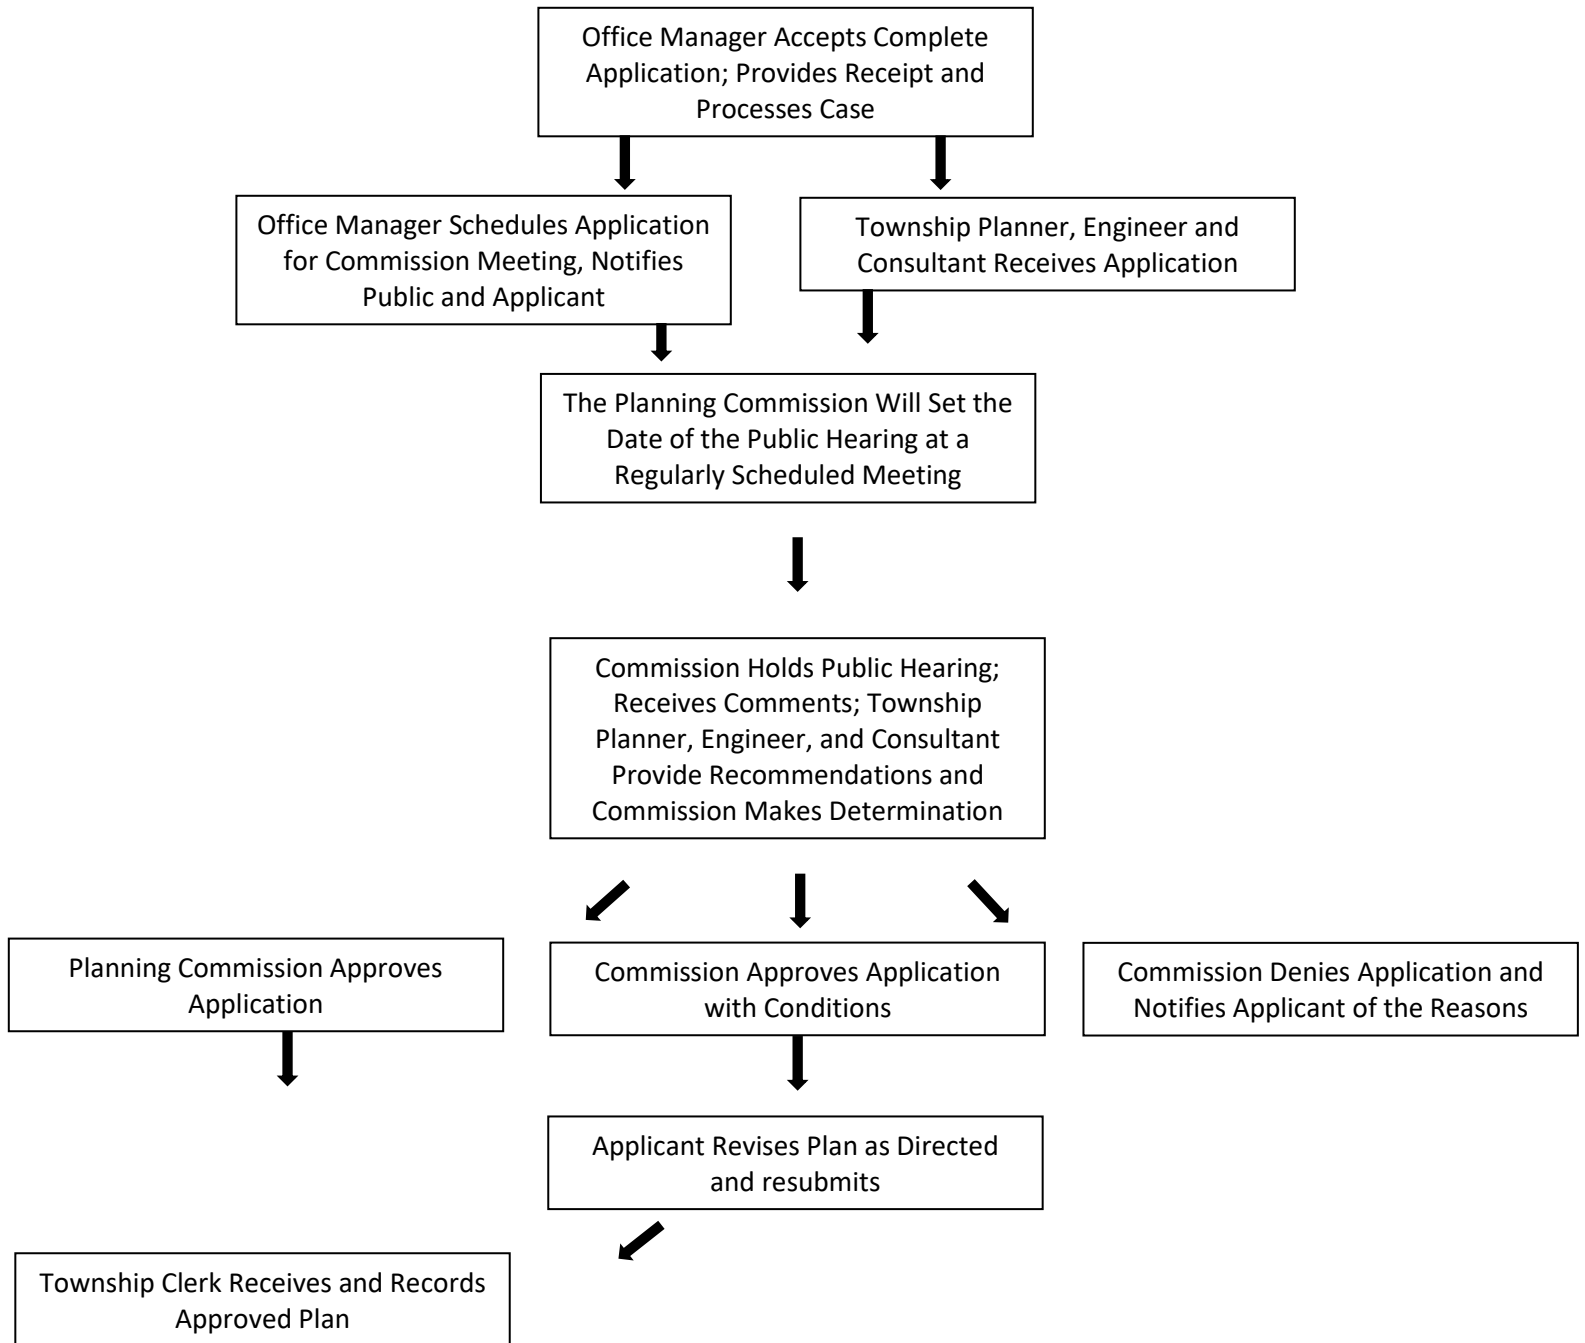 Office Manager Accepts Complete
Application; Provides Receipt and
Processes Case
Office Manager Schedules Application
for Commission Meeting, Notifies
Public and Applicant
Township Planner, Engineer and
Consultant Receives Application
The Planning Commission Will Set the
Date of the Public Hearing at a
Regularly Scheduled Meeting
Commission Holds Public Hearing;
Receives Comments; Township
Planner, Engineer, and Consultant
Provide Recommendations and
Commission Makes Determination
Planning Commission Approves
Application
Commission Approves Application
with Conditions
Commission Denies Application and
Notifies Applicant of the Reasons
Applicant Revises Plan as Directed
and resubmits
Township Clerk Receives and Records
Approved Plan